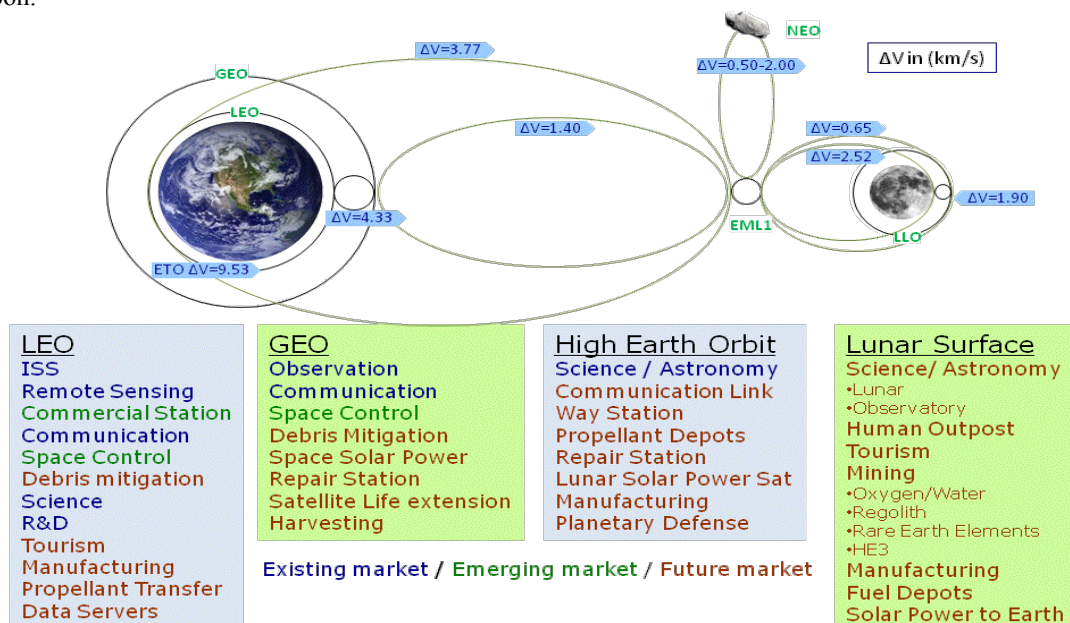 oon.
ΔV=3.77
NEO
ΔV in (km/s)
GEO
ΔV=0.50-2.00
LEO
ΔV=1.40
ΔV=0.65
ΔV=2.52
ΔV=1.90
ΔV=4.33
EML1
LLO
ETO ΔV=9.53
LEO
ISS
Remote Sensing
Commercial Station
Communication
Space Control
Debris mitigation
Science
R&D
Tourism
Manufacturing
Propellant Transfer
Data Servers
GEO
Observation
Communication
Space Control
Debris Mitigation
Space Solar Power
Repair Station
Satellite Life extension
Harvesting
High Earth Orbit
Science / Astronomy
Communication Link
Way Station
Propellant Depots
Repair Station
Lunar Solar Power Sat
Manufacturing
Planetary Defense
Lunar Surface
Science/ Astronomy
•Lunar
•Observatory
Human Outpost
Tourism
Mining
•Oxygen/Water
•Regolith
•Rare Earth Elements
•HE3
Manufacturing
Fuel Depots
Solar Power to Earth
Existing market / Emerging market / Future market